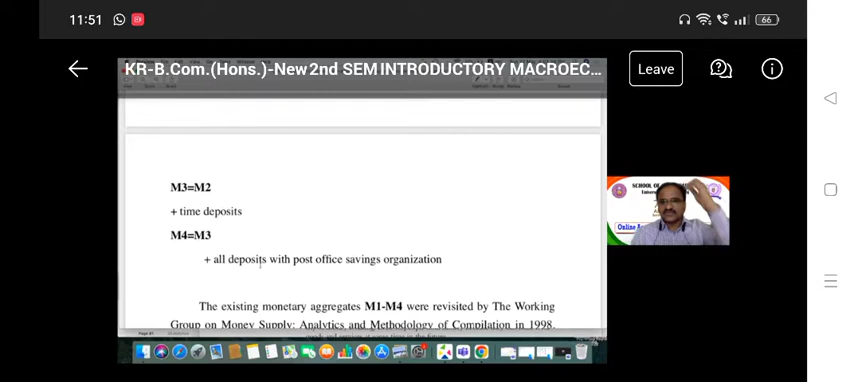 11:51
66
KR-B.Com.(Hons.)-New 2nd SEM INTRODUCTORY MACROEC...
Leave
M3=M2
+ time deposits
M4=M3
+ all deposits with post office savings organization
The existing monetary aggregates M1-M4 were revisited by The Working
Group on Money Supply: Analytics and Methodology of Compilation in 1998.
SCHOOL OF
Online